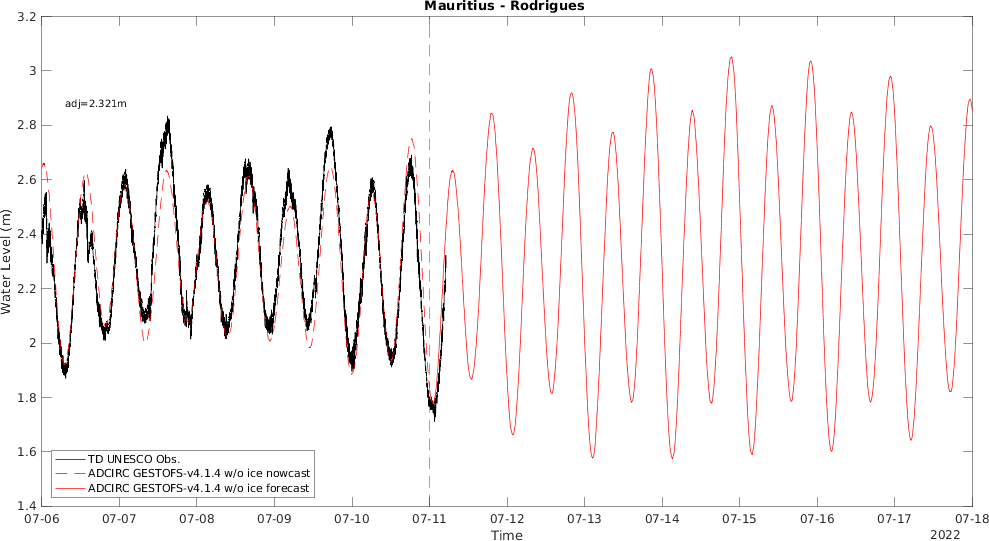 Mauritius - Rodrigues
3.2
3
adj=2.321m
2.8
2.6
2.4
Water Level (m)
2.2
2
1.8
1.6
TD UNESCO Obs.
ADCIRC GESTOFS-v4.1.4 w/o ice nowcast
ADCIRC GESTOFS-v4.1.4 w/o ice forecast
1.4
07-06 07-07 07-08 07-09 07-10 07-11 07-12 07-13 07-14 07-15 07-16 07-17 07-18
Time
2022